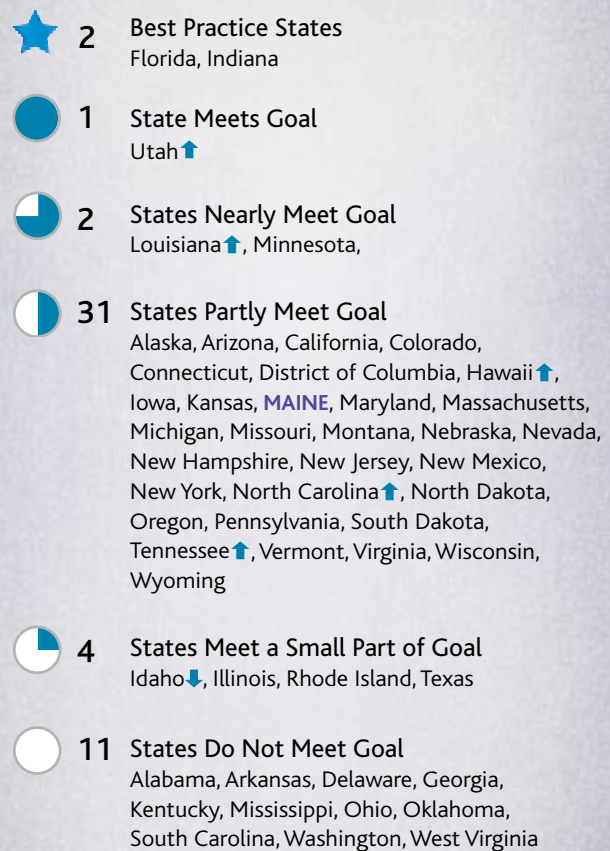 2 Best Practice States
Florida, Indiana
1 State Meets Goal
Utah⬆
2 States Nearly Meet Goal
Louisiana⬆, Minnesota,
31 States Partly Meet Goal
Alaska, Arizona, California, Colorado,
Connecticut, District of Columbia, Hawaii⬆,
Iowa, Kansas, MAINE, Maryland, Massachusetts,
Michigan, Missouri, Montana, Nebraska, Nevada,
New Hampshire, New Jersey, New Mexico,
New York, North Carolina⬆, North Dakota,
Oregon, Pennsylvania, South Dakota,
Tennessee⬆, Vermont, Virginia, Wisconsin,
Wyoming
4 States Meet a Small Part of Goal
Idaho⬇, Illinois, Rhode Island, Texas
11 States Do Not Meet Goal
Alabama, Arkansas, Delaware, Georgia,
Kentucky, Mississippi, Ohio, Oklahoma,
South Carolina, Washington, West Virginia